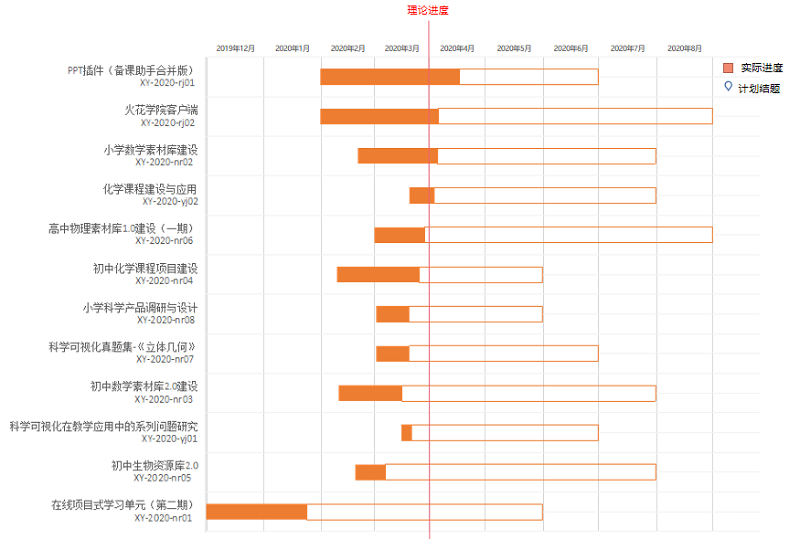 理论进度
2019年12月 2020年1月 2020年2月 2020年3月 2020年4月 2020年5月 2020年6月 2020年7月 2020年8月
实际进度
计划结题
PPT插件（备课助手合并版）
XY-2020-rj01
火花学院客户端
XY-2020-rj02
小学数学素材库建设
XY-2020-nr02
化学课程建设与应用
XY-2020-yj02
高中物理素材库1.0建设（一期）
XY-2020-nr06
初中化学课程项目建设
XY-2020-nr04
小学科学产品调研与设计
XY-2020-nr08
科学可视化真题集-《立体几何》
XY-2020-nr07
初中数学素材库2.0建设
XY-2020-nr03
科学可视化在教学应用中的系列问题研究
XY-2020-yj01
初中生物资源库2.0
XY-2020-nr05
在线项目式学习单元（第二期）
XY-2020-nr01